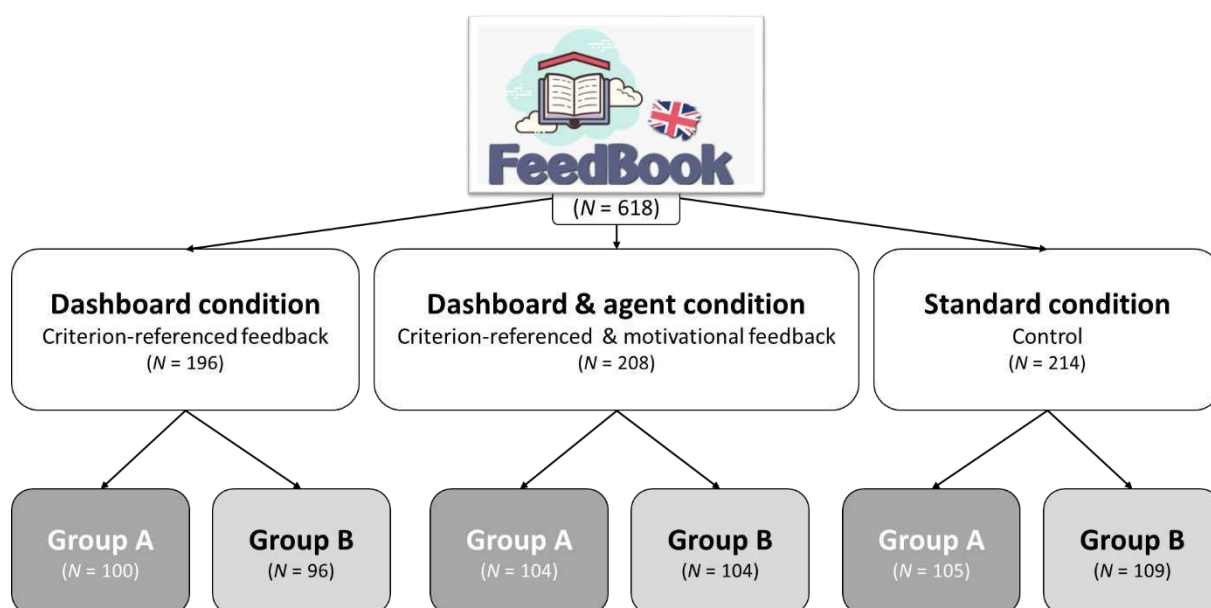 FeedBook
(N = 618)
Dashboard condition
Criterion-referenced feedback
(N = 196)
Dashboard & agent condition
Criterion-referenced & motivational feedback
(N = 208)
Standard condition
Control
(N = 214)
Group A
(N = 100)
Group B
(N = 96)
Group A
(N = 104)
Group B
(N = 104)
Group A
(N = 105)
Group B
(N = 109)